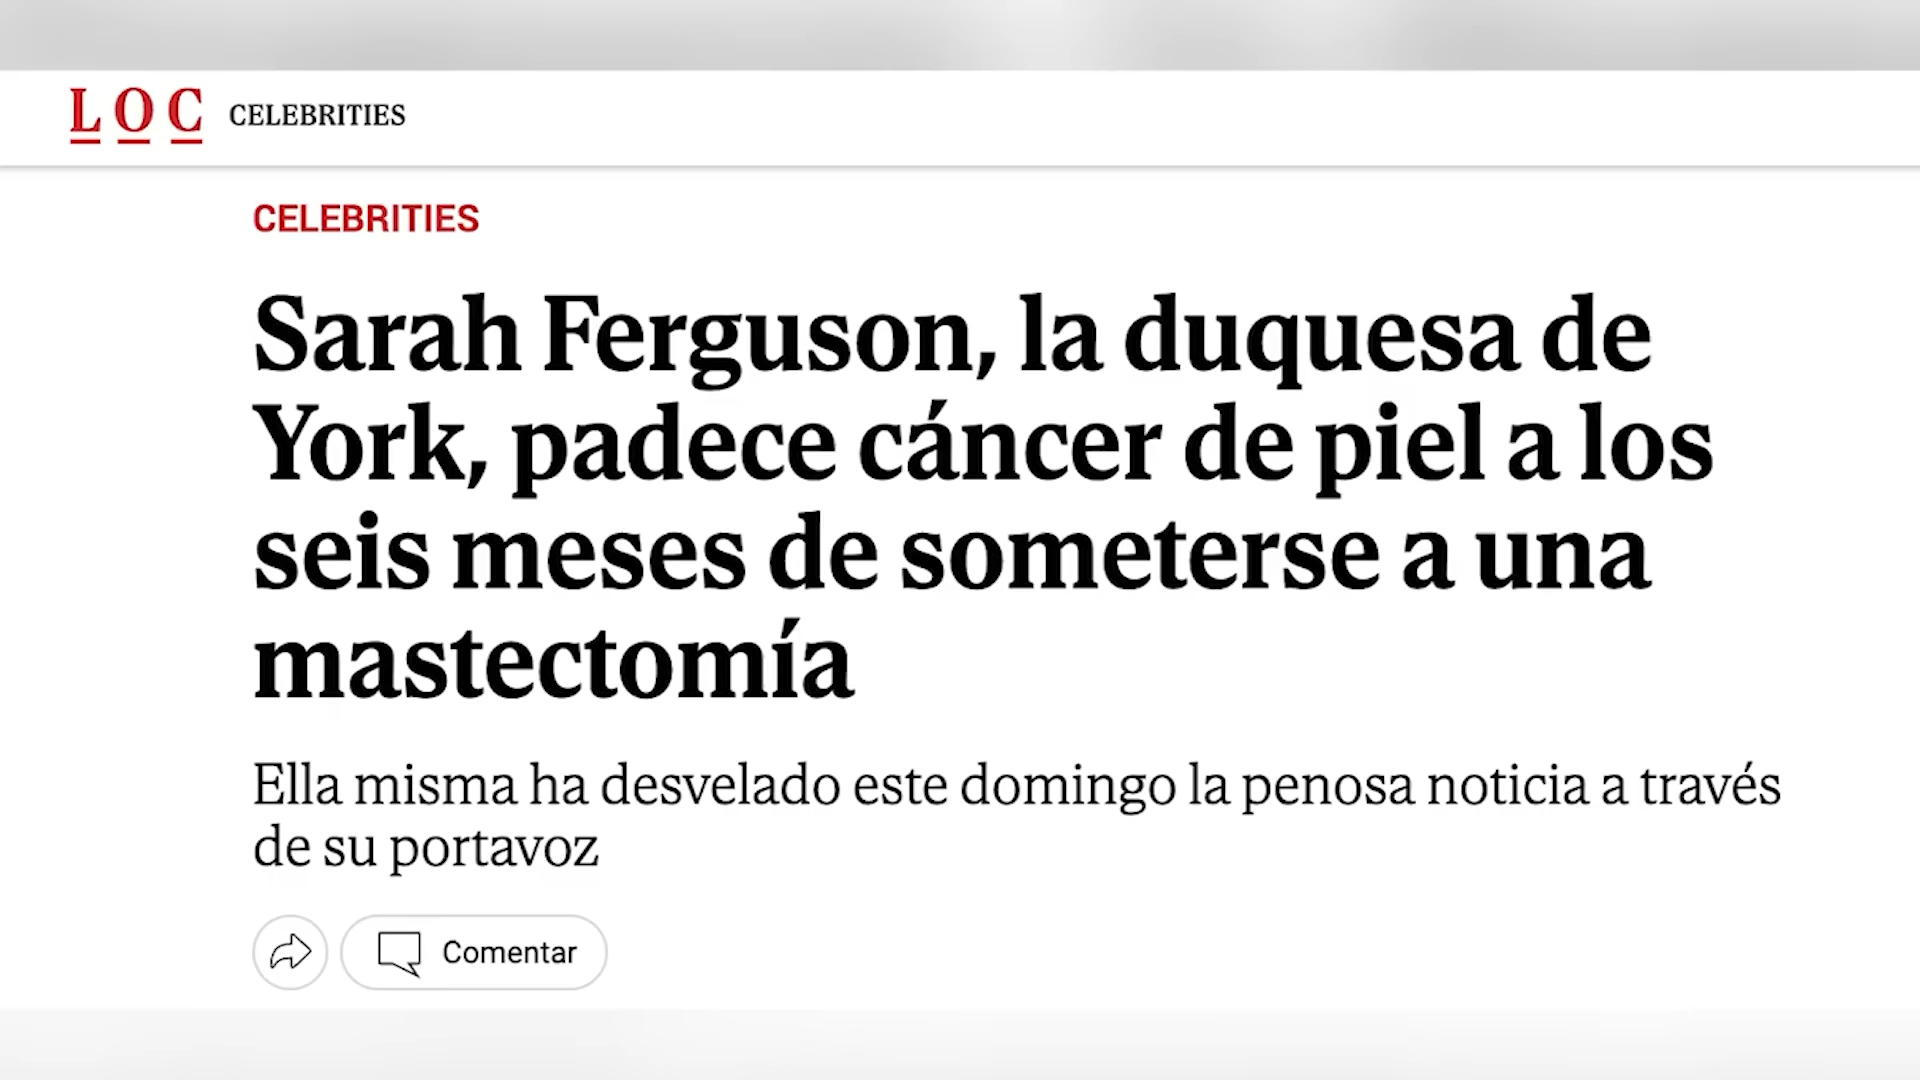 LOC CELEBRITIES
CELEBRITIES
Sarah Ferguson, la duquesa de
York, padece cáncer de piel a los
seis meses de someterse a una
mastectomía
Ella misma ha desvelado este domingo la penosa noticia a través
de su portavoz
Comentar